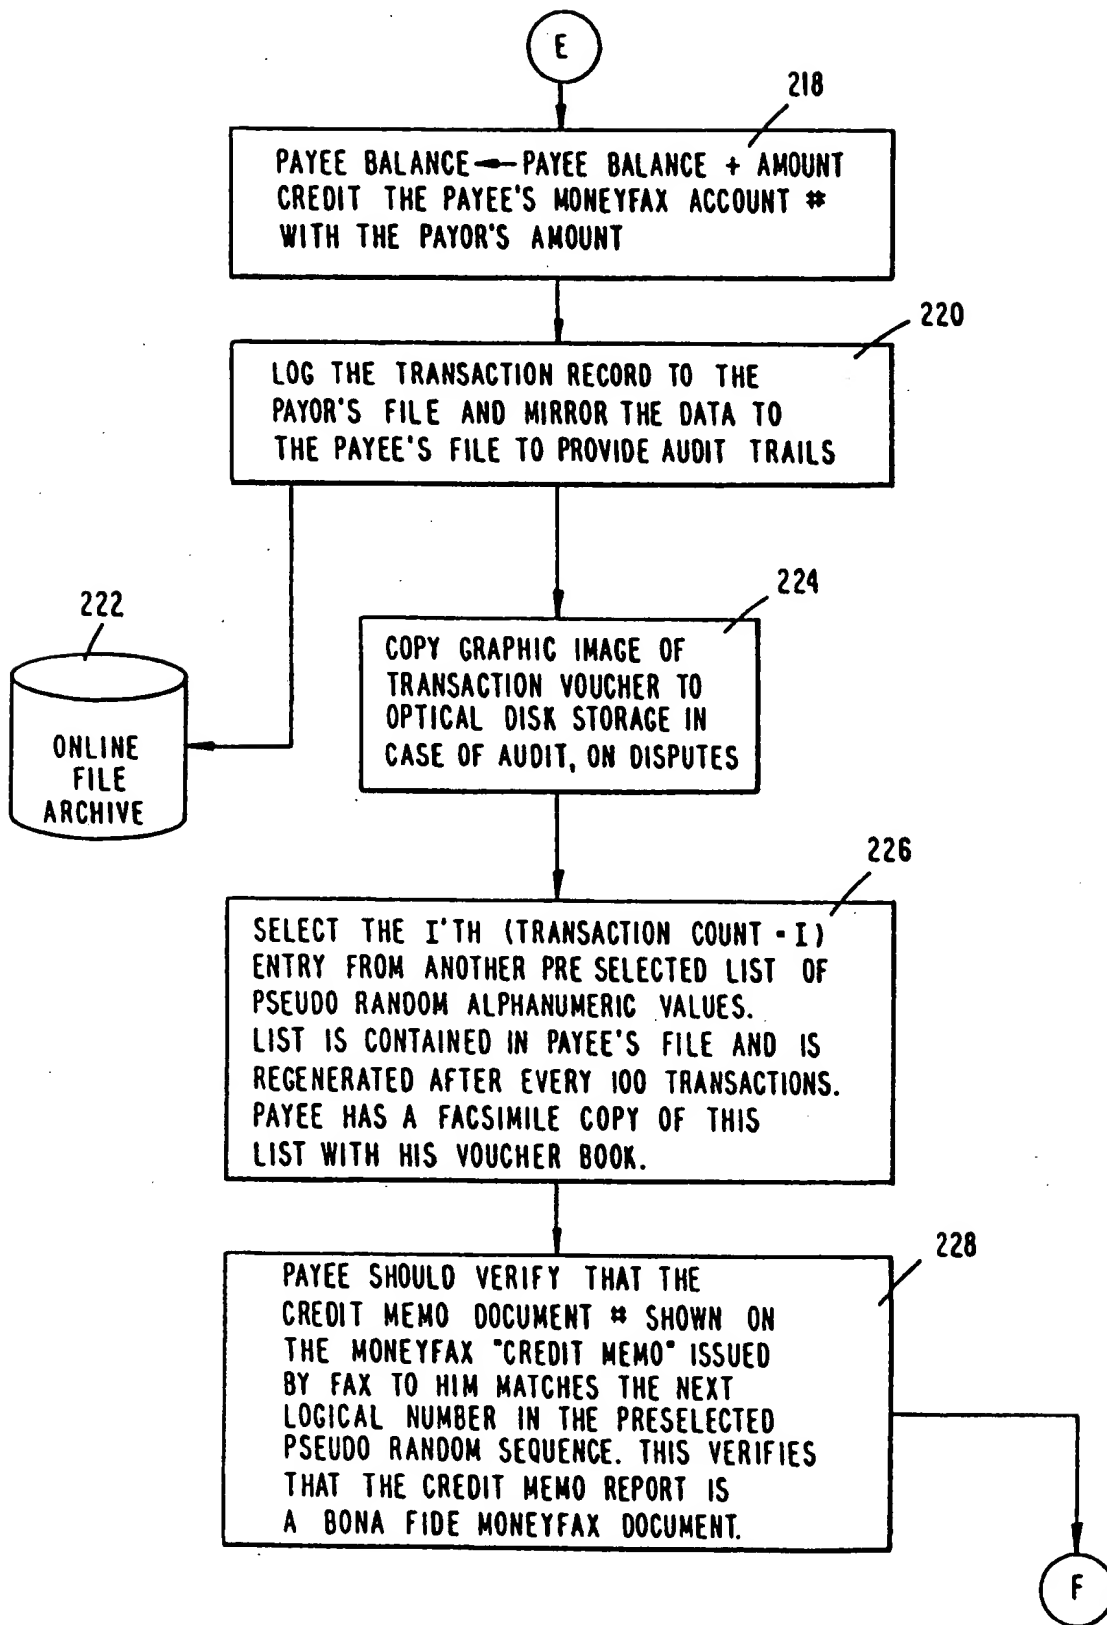 E
218
PAYEE BALANCE ← PAYEE BALANCE + AMOUNT
CREDIT THE PAYEE'S MONEYFAX ACCOUNT #
WITH THE PAYOR'S AMOUNT
220
LOG THE TRANSACTION RECORD TO THE
PAYOR'S FILE AND MIRROR THE DATA TO
THE PAYEE'S FILE TO PROVIDE AUDIT TRAILS
222
ONLINE
FILE
ARCHIVE
224
COPY GRAPHIC IMAGE OF
TRANSACTION VOUCHER TO
OPTICAL DISK STORAGE IN
CASE OF AUDIT, ON DISPUTES
226
SELECT THE I'TH (TRANSACTION COUNT - I)
ENTRY FROM ANOTHER PRE SELECTED LIST OF
PSEUDO RANDOM ALPHANUMERIC VALUES.
LIST IS CONTAINED IN PAYEE'S FILE AND IS
REGENERATED AFTER EVERY 100 TRANSACTIONS.
PAYEE HAS A FACSIMILE COPY OF THIS
LIST WITH HIS VOUCHER BOOK.
228
PAYEE SHOULD VERIFY THAT THE
CREDIT MEMO DOCUMENT # SHOWN ON
THE MONEYFAX "CREDIT MEMO" ISSUED
BY FAX TO HIM MATCHES THE NEXT
LOGICAL NUMBER IN THE PRESELECTED
PSEUDO RANDOM SEQUENCE. THIS VERIFIES
THAT THE CREDIT MEMO REPORT IS
A BONA FIDE MONEYFAX DOCUMENT.
F